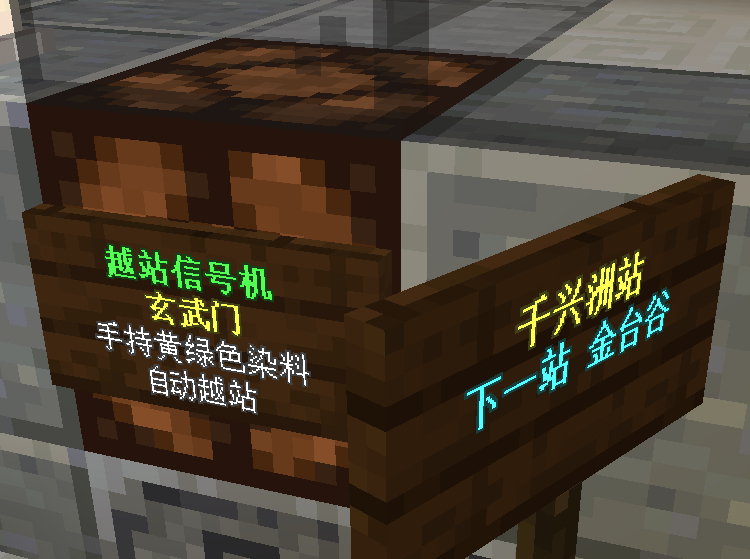 越站信号机
玄武门
手持黄绿色染料
自动越站
千兴洲站
下一站 金台谷